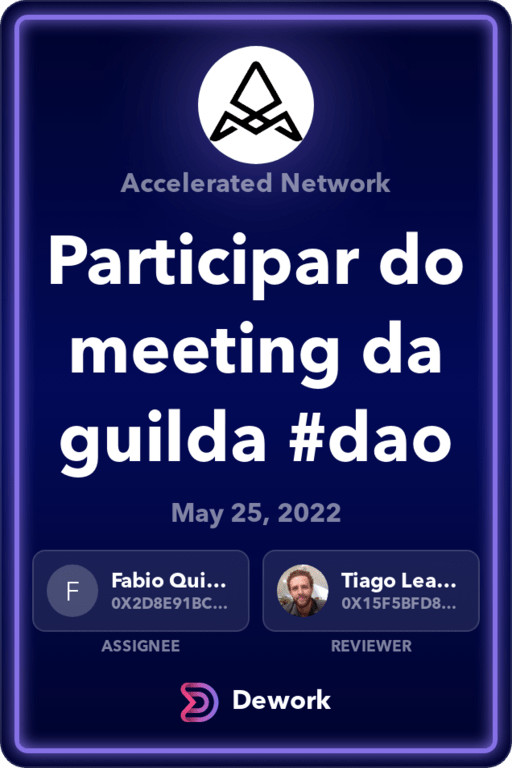 Accelerated Network
Participar do
meeting da
guilda #dao
May 25, 2022
F
Fabio Qui...
0X2D8E91BC...
ASSIGNEE
Tiago Lea...
0X15F5BFD8...
REVIEWER
Dework